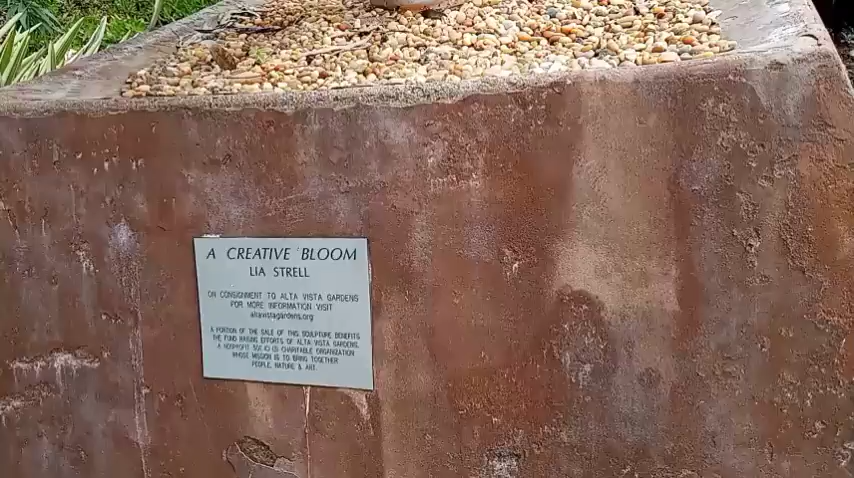 A CREATIVE BLOOM
LIA STRELL
ON CONSIGNMENT TO ALTA VISTA GARDENS
FOR MORE INFORMATION VISIT
altavistagardens.org
A PORTION OF THE SALE OF THIS SCULPTURE BENEFITS
THE FUND RAISING EFFORTS OF ALTA VISTA GARDENS,
A NONPROFIT 501 (C) (3) CHARITABLE ORGANIZATION
WHOSE MISSION IS TO BRING TOGETHER
PEOPLE, NATURE & ART.